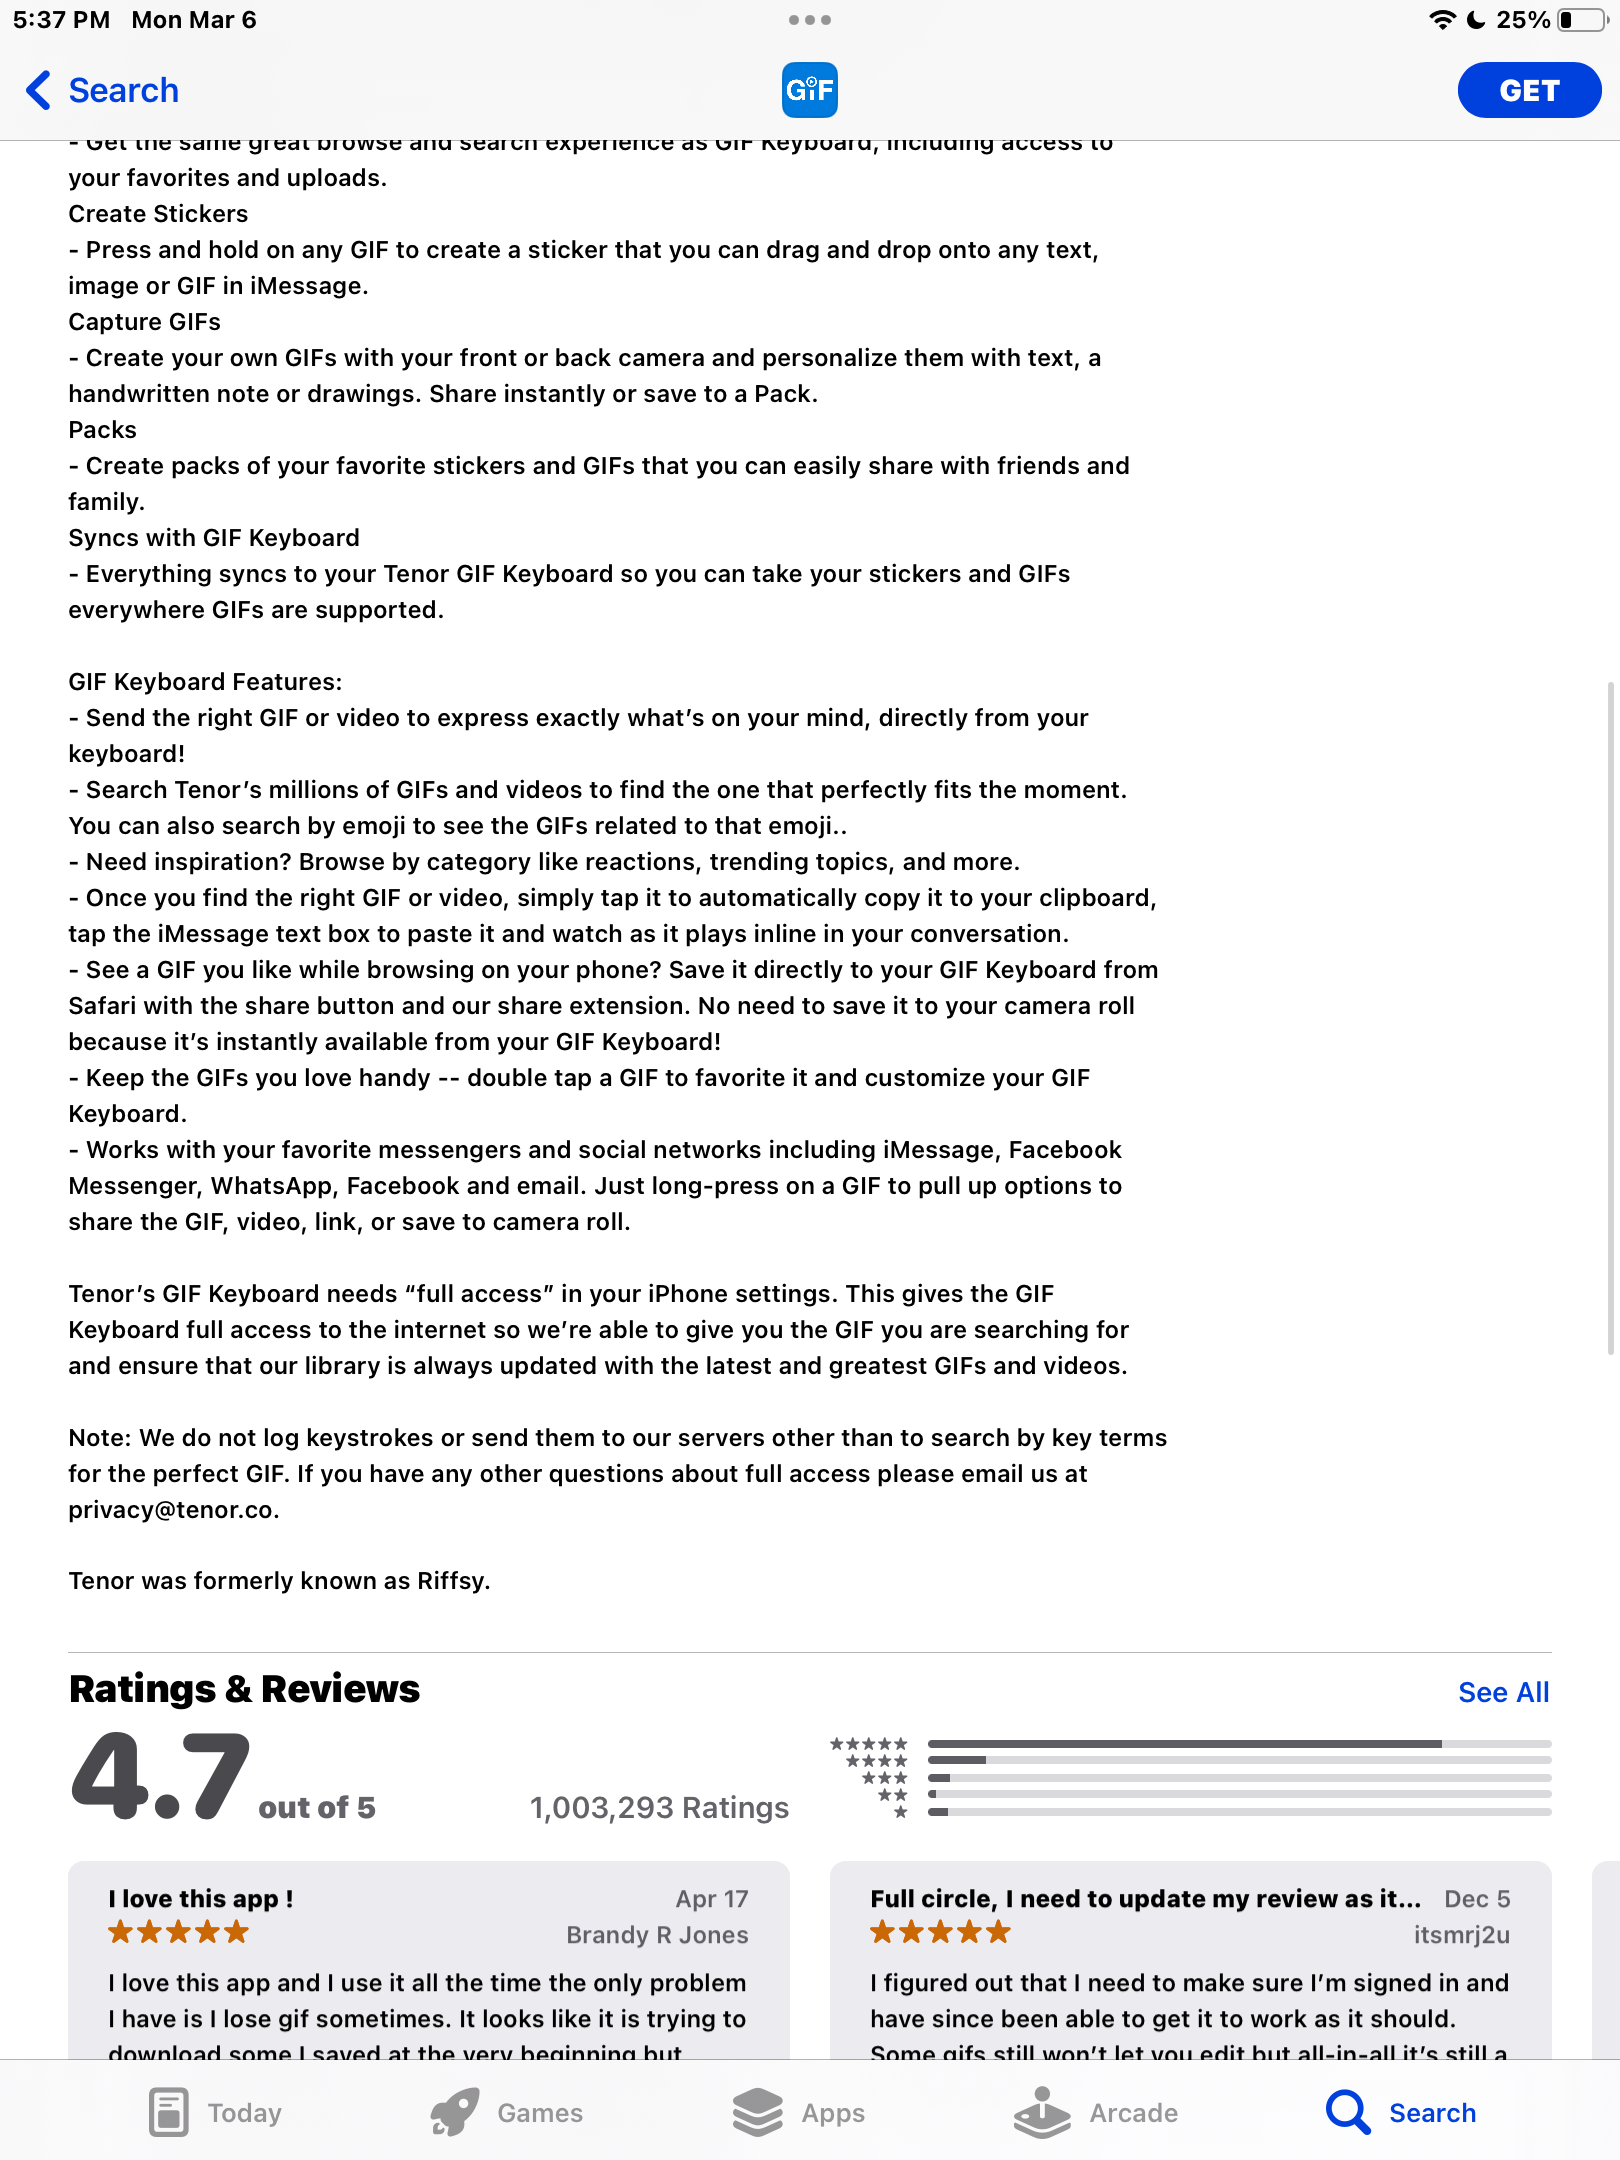 5:37 PM Mon Mar 6
25%
Search
GIF
GET
- Get the same great browse and search experience as GIF Keyboard, including access to
your favorites and uploads.
Create Stickers
- Press and hold on any GIF to create a sticker that you can drag and drop onto any text,
image or GIF in iMessage.
Capture GIFs
- Create your own GIFs with your front or back camera and personalize them with text, a
handwritten note or drawings. Share instantly or save to a Pack.
Packs
- Create packs of your favorite stickers and GIFs that you can easily share with friends and
family.
Syncs with GIF Keyboard
- Everything syncs to your Tenor GIF Keyboard so you can take your stickers and GIFs
everywhere GIFs are supported.
GIF Keyboard Features:
- Send the right GIF or video to express exactly what’s on your mind, directly from your
keyboard!
- Search Tenor’s millions of GIFs and videos to find the one that perfectly fits the moment.
You can also search by emoji to see the GIFs related to that emoji..
- Need inspiration? Browse by category like reactions, trending topics, and more.
- Once you find the right GIF or video, simply tap it to automatically copy it to your clipboard,
tap the iMessage text box to paste it and watch as it plays inline in your conversation.
- See a GIF you like while browsing on your phone? Save it directly to your GIF Keyboard from
Safari with the share button and our share extension. No need to save it to your camera roll
because it’s instantly available from your GIF Keyboard!
- Keep the GIFs you love handy -- double tap a GIF to favorite it and customize your GIF
Keyboard.
- Works with your favorite messengers and social networks including iMessage, Facebook
Messenger, WhatsApp, Facebook and email. Just long-press on a GIF to pull up options to
share the GIF, video, link, or save to camera roll.
Tenor’s GIF Keyboard needs “full access” in your iPhone settings. This gives the GIF
Keyboard full access to the internet so we’re able to give you the GIF you are searching for
and ensure that our library is always updated with the latest and greatest GIFs and videos.
Note: We do not log keystrokes or send them to our servers other than to search by key terms
for the perfect GIF. If you have any other questions about full access please email us at
privacy@tenor.co.
Tenor was formerly known as Riffsy.
Ratings & Reviews
See All
4.7 out of 5
1,003,293 Ratings
I love this app !
Apr 17
Brandy R Jones
I love this app and I use it all the time the only problem
I have is I lose gif sometimes. It looks like it is trying to
download some I saved at the very beginning but
Full circle, I need to update my review as it...
Dec 5
itsmrj2u
I figured out that I need to make sure I’m signed in and
have since been able to get it to work as it should.
Some gifs still won’t let you edit but all-in-all it’s still a
Today
Games
Apps
Arcade
Search